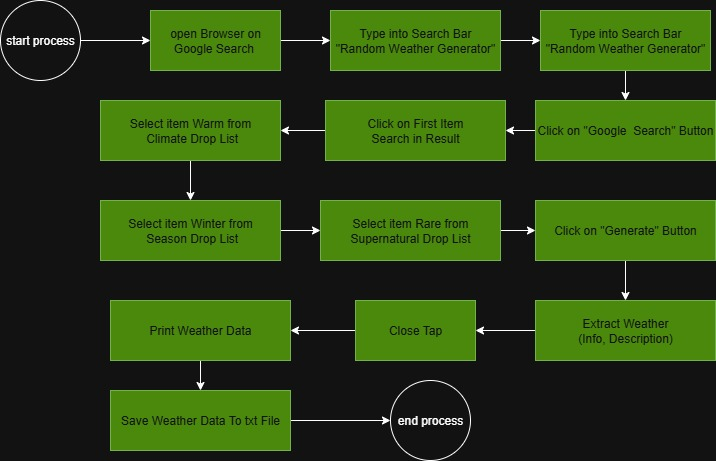 start process
open Browser on
Google Search
Type into Search Bar
"Random Weather Generator"
Type into Search Bar
"Random Weather Generator"
Click on "Google  Search" Button
Click on First Item
Search in Result
Select item Warm from
Climate Drop List
Select item Winter from
Season Drop List
Select item Rare from
Supernatural Drop List
Click on "Generate" Button
Extract Weather
(Info, Description)
Close Tap
Print Weather Data
Save Weather Data To txt File
end process